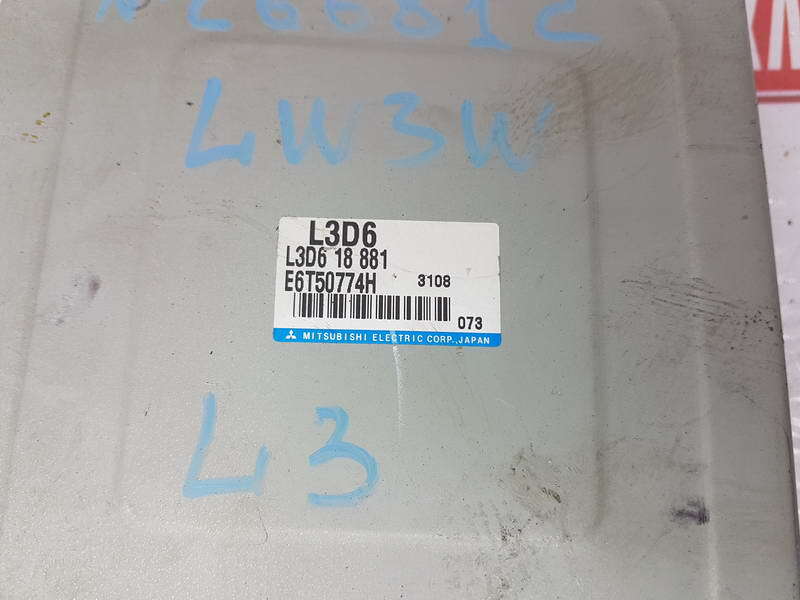 LW3W
L3D6
L3D6 18 881
E6T50774H 3108
073
MITSUBISHI ELECTRIC CORP.,JAPAN
L3